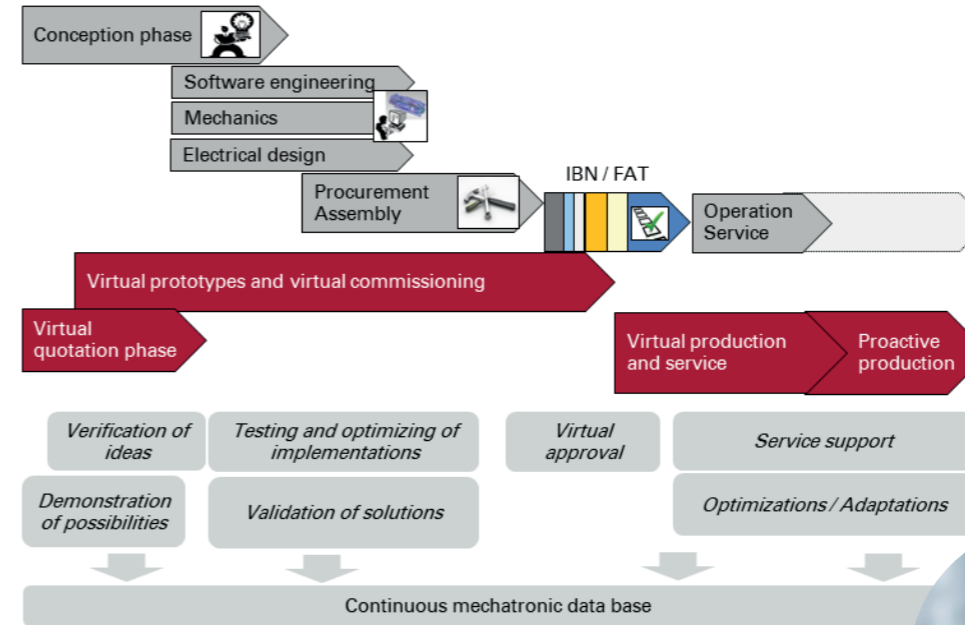 Conception phase
Software engineering
Mechanics
Electrical design
Procurement
Assembly
IBN / FAT
Operation
Service
Virtual prototypes and virtual commissioning
Virtual
quotation phase
Virtual production
and service
Proactive
production
Verification of
ideas
Testing and optimizing of
implementations
Virtual
approval
Service support
Demonstration
of possibilities
Validation of solutions
Optimizations / Adaptations
Continuous mechatronic data base